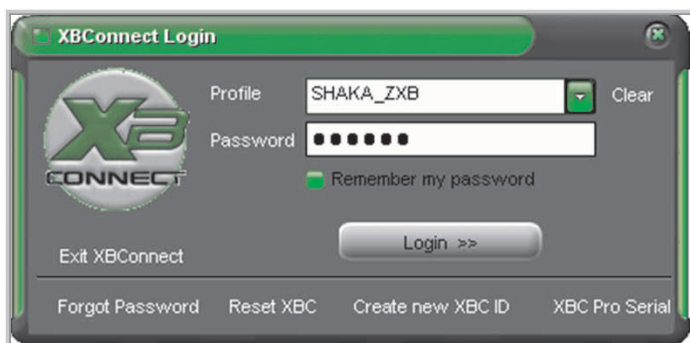 XBConnect Login
Profile SHAKA_ZXB Clear
Password ●●●●●●
XB
CONNECT
Remember my password
Login >>
Exit XBConnect
Forgot Password Reset XBC Create new XBC ID XBC Pro Serial